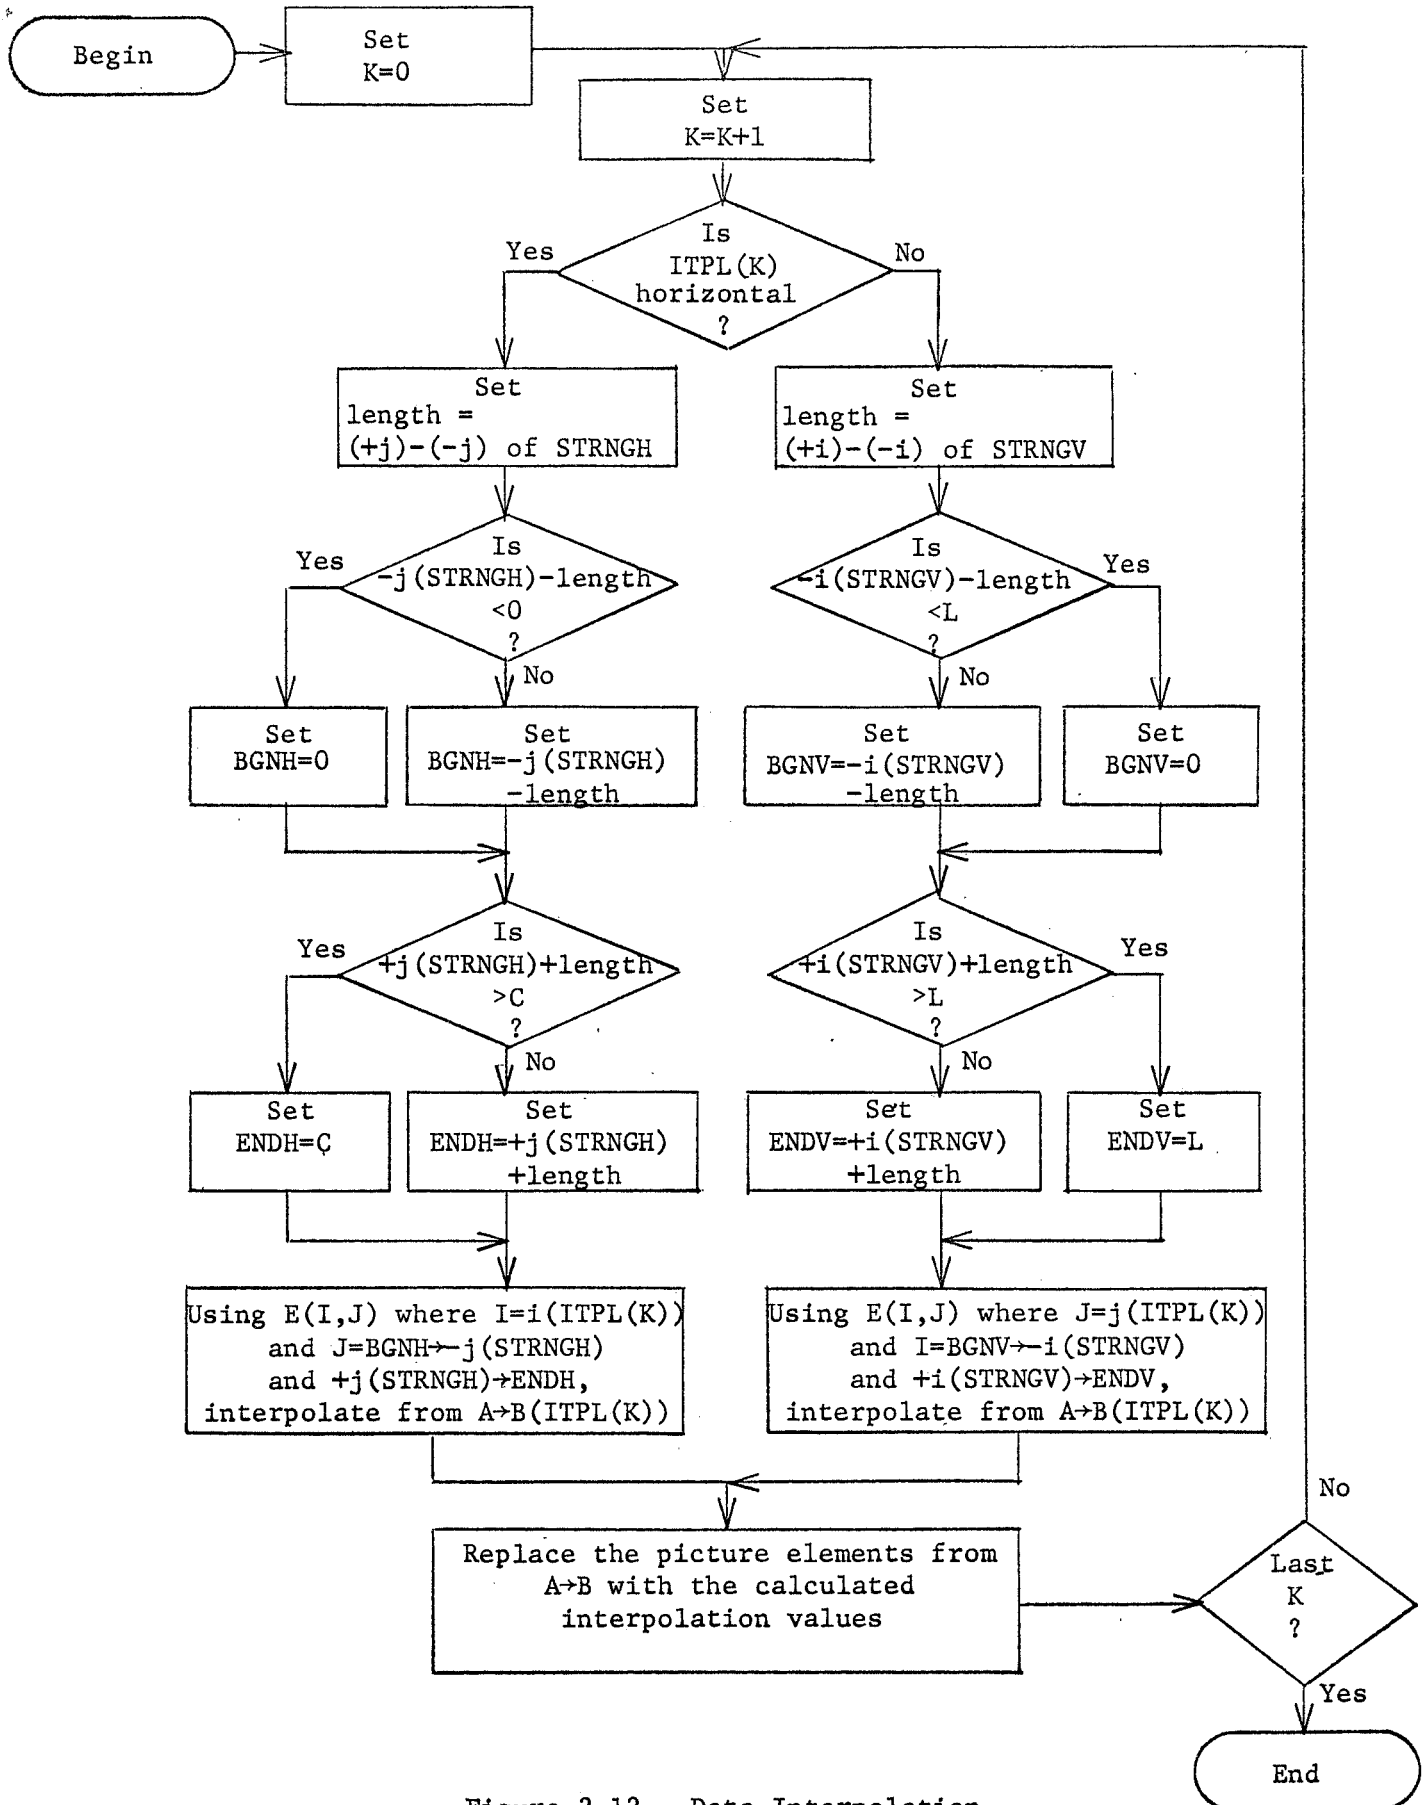 Begin
Set
K=0
Set
K=K+1
Is
ITPL(K)
horizontal
?
Yes
No
Set
length =
(+j)-(-j) of STRNGH
Set
length =
(+i)-(-i) of STRNGV
Is
-j(STRNGH)-length
<0
?
Yes
No
Is
-i(STRNGV)-length
<L
?
Yes
No
Set
BGNH=0
Set
BGNH=-j(STRNGH)
-length
Set
BGNV=-i(STRNGV)
-length
Set
BGNV=0
Is
+j(STRNGH)+length
>C
?
Yes
No
Is
+i(STRNGV)+length
>L
?
Yes
No
Set
ENDH=C
Set
ENDH=+j(STRNGH)
+length
Set
ENDV=+i(STRNGV)
+length
Set
ENDV=L
Using E(I,J) where I=i(ITPL(K))
and J=BGNH→-j(STRNGH)
and +j(STRNGH)→ENDH,
interpolate from A→B(ITPL(K))
Using E(I,J) where J=j(ITPL(K))
and I=BGNV→-i(STRNGV)
and +i(STRNGV)→ENDV,
interpolate from A→B(ITPL(K))
Replace the picture elements from
A→B with the calculated
interpolation values
No
Last
K
?
Yes
End